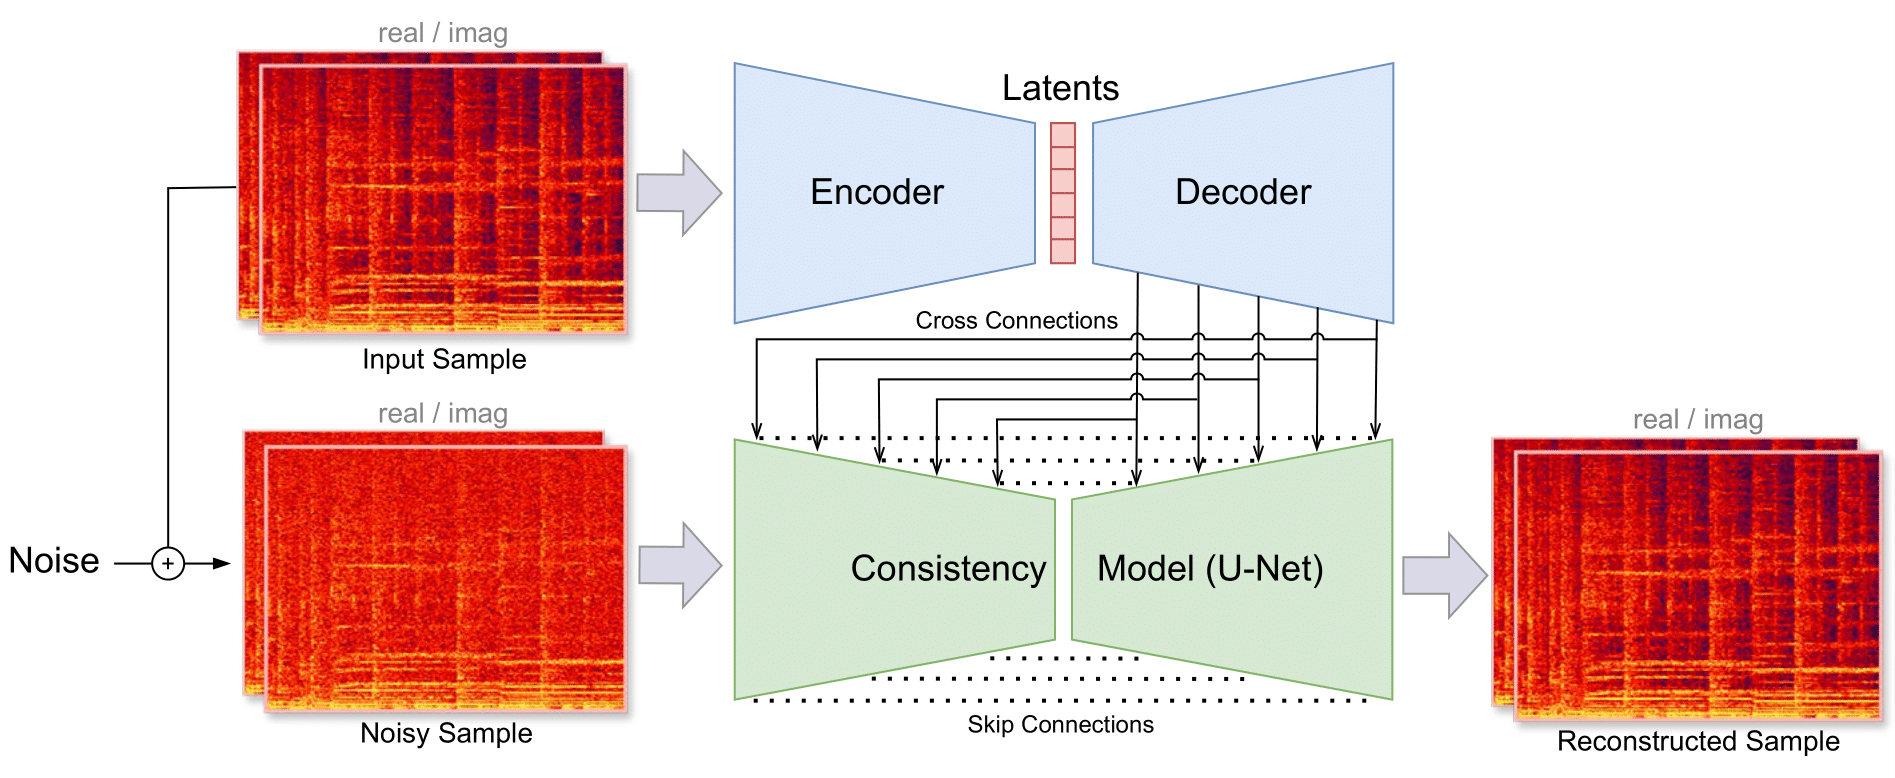 real / imag
Latents
Encoder
Decoder
Cross Connections
Input Sample
real / imag
real / imag
Noise
+
Consistency
Model (U-Net)
Skip Connections
Noisy Sample
Reconstructed Sample